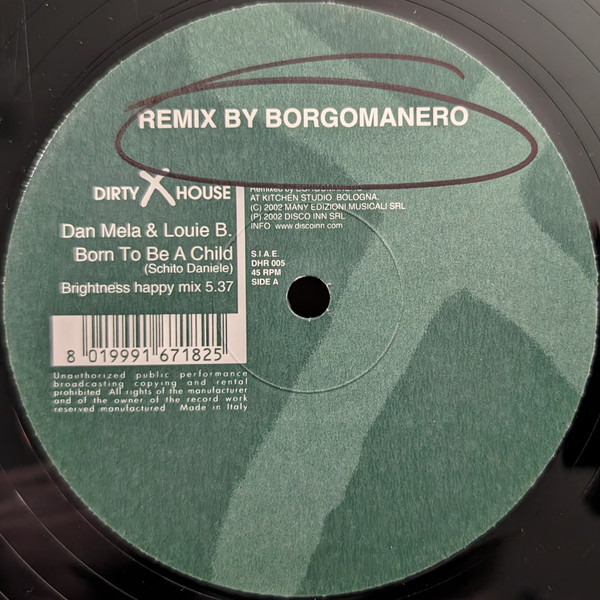 REMIX BY BORGOMANERO
DIRTY X HOUSE
Dan Mela & Louie B.
Born To Be A Child
(Schito Daniele)
Brightness happy mix 5.37
Remixed by BORGOMANERO
AT KITCHEN STUDIO BOLOGNA.
(C) 2002 MANY EDIZIONI MUSICALI SRL
(P) 2002 DISCO INN SRL
INFO www.discoinn.com
S.I.A.E.
DHR 005
45 RPM
SIDE A
8 019991 671825
Unauthorized public performance
broadcasting copying and rental
prohibited All rights of the manufacturer
and of the owner of the record work
reserved manufactured Made in Italy